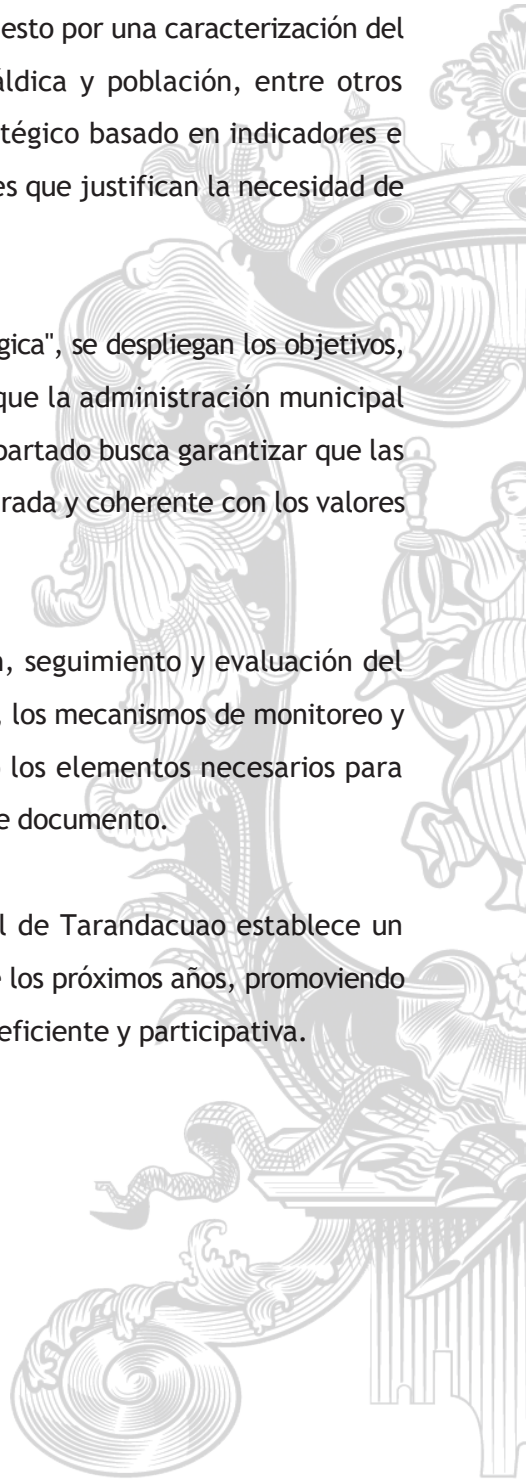 esto por una caracterización del
áldica y población, entre otros
tégico basado en indicadores e
es que justifican la necesidad de
gica", se despliegan los objetivos,
que la administración municipal
partado busca garantizar que las
rada y coherente con los valores
n, seguimiento y evaluación del
, los mecanismos de monitoreo y
los elementos necesarios para
e documento.
l de Tarandacuao establece un
e los próximos años, promoviendo
eficiente y participativa.